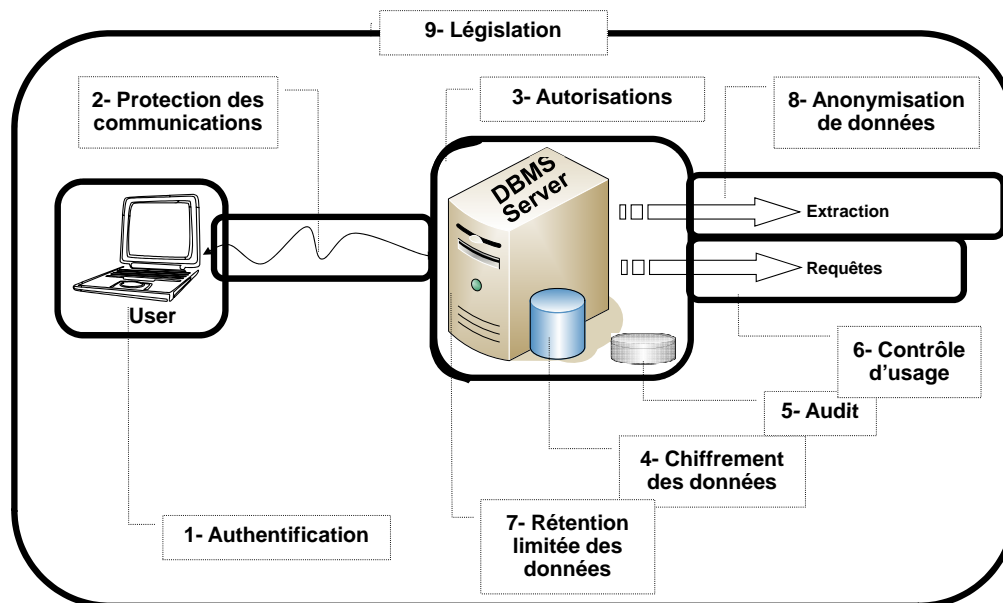 9- Législation
2- Protection des
communications
3- Autorisations
8- Anonymisation
de données
DBMS
Server
Extraction
Requêtes
User
6- Contrôle
d’usage
5- Audit
4- Chiffrement
des données
1- Authentification
7- Rétention
limitée des
données